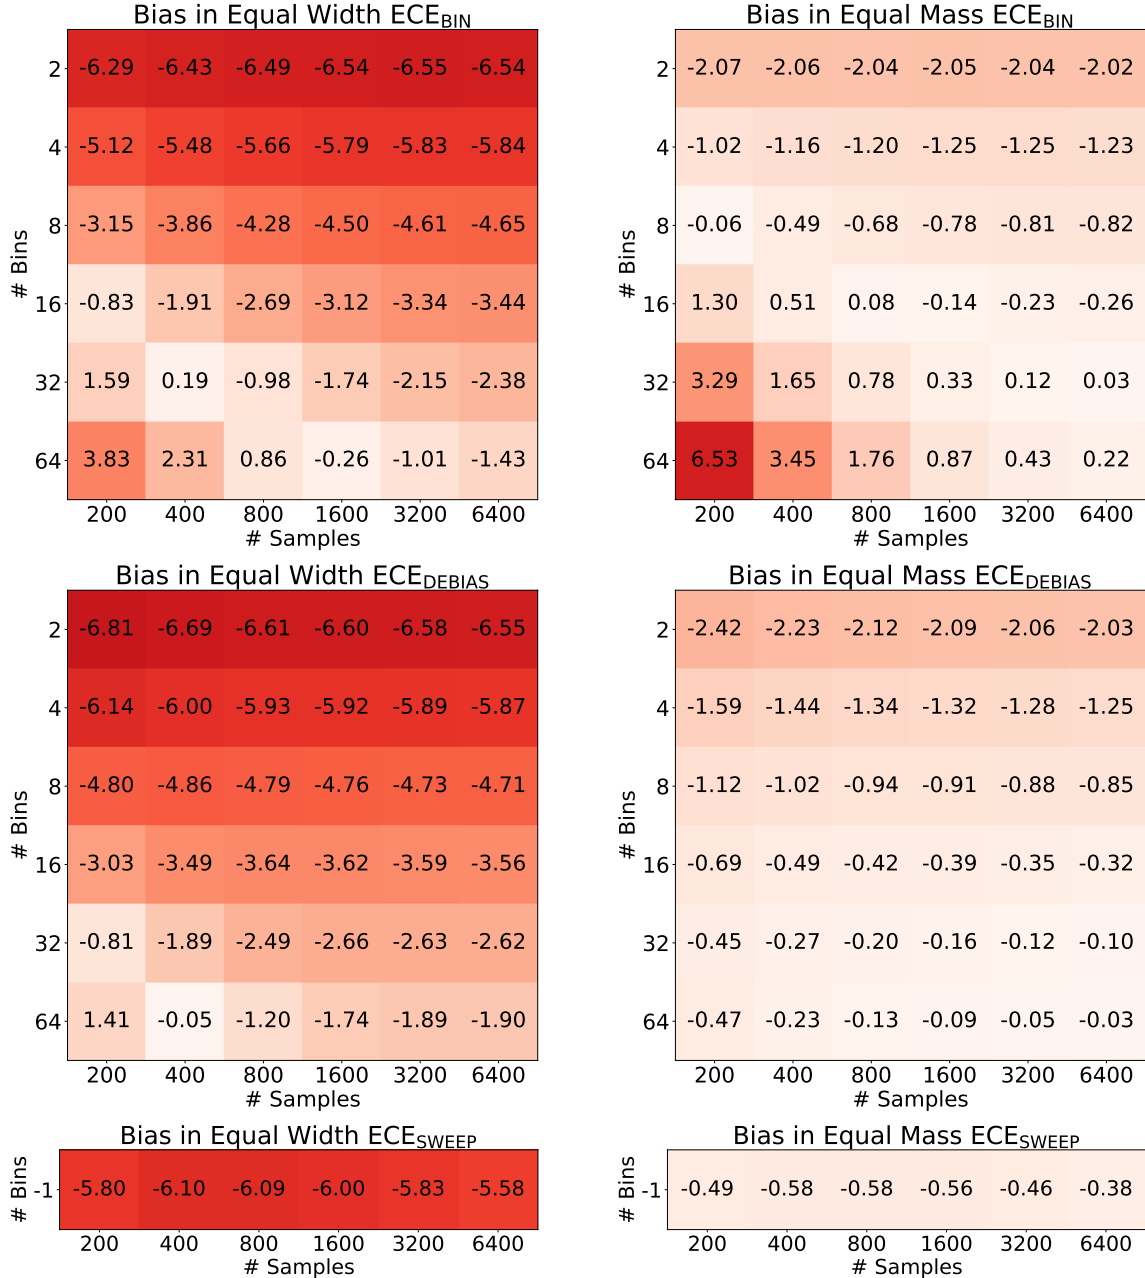 Bias in Equal Width ECE_BIN
# Bins
2 -6.29 -6.43 -6.49 -6.54 -6.55 -6.54
4 -5.12 -5.48 -5.66 -5.79 -5.83 -5.84
8 -3.15 -3.86 -4.28 -4.50 -4.61 -4.65
16 -0.83 -1.91 -2.69 -3.12 -3.34 -3.44
32 1.59 0.19 -0.98 -1.74 -2.15 -2.38
64 3.83 2.31 0.86 -0.26 -1.01 -1.43
200 400 800 1600 3200 6400
# Samples
Bias in Equal Mass ECE_BIN
# Bins
2 -2.07 -2.06 -2.04 -2.05 -2.04 -2.02
4 -1.02 -1.16 -1.20 -1.25 -1.25 -1.23
8 -0.06 -0.49 -0.68 -0.78 -0.81 -0.82
16 1.30 0.51 0.08 -0.14 -0.23 -0.26
32 3.29 1.65 0.78 0.33 0.12 0.03
64 6.53 3.45 1.76 0.87 0.43 0.22
200 400 800 1600 3200 6400
# Samples
Bias in Equal Width ECE_DEBIAS
# Bins
2 -6.81 -6.69 -6.61 -6.60 -6.58 -6.55
4 -6.14 -6.00 -5.93 -5.92 -5.89 -5.87
8 -4.80 -4.86 -4.79 -4.76 -4.73 -4.71
16 -3.03 -3.49 -3.64 -3.62 -3.59 -3.56
32 -0.81 -1.89 -2.49 -2.66 -2.63 -2.62
64 1.41 -0.05 -1.20 -1.74 -1.89 -1.90
200 400 800 1600 3200 6400
# Samples
Bias in Equal Mass ECE_DEBIAS
# Bins
2 -2.42 -2.23 -2.12 -2.09 -2.06 -2.03
4 -1.59 -1.44 -1.34 -1.32 -1.28 -1.25
8 -1.12 -1.02 -0.94 -0.91 -0.88 -0.85
16 -0.69 -0.49 -0.42 -0.39 -0.35 -0.32
32 -0.45 -0.27 -0.20 -0.16 -0.12 -0.10
64 -0.47 -0.23 -0.13 -0.09 -0.05 -0.03
200 400 800 1600 3200 6400
# Samples
Bias in Equal Width ECE_SWEEP
# Bins
-1 -5.80 -6.10 -6.09 -6.00 -5.83 -5.58
200 400 800 1600 3200 6400
# Samples
Bias in Equal Mass ECE_SWEEP
# Bins
-1 -0.49 -0.58 -0.58 -0.56 -0.46 -0.38
200 400 800 1600 3200 6400
# Samples